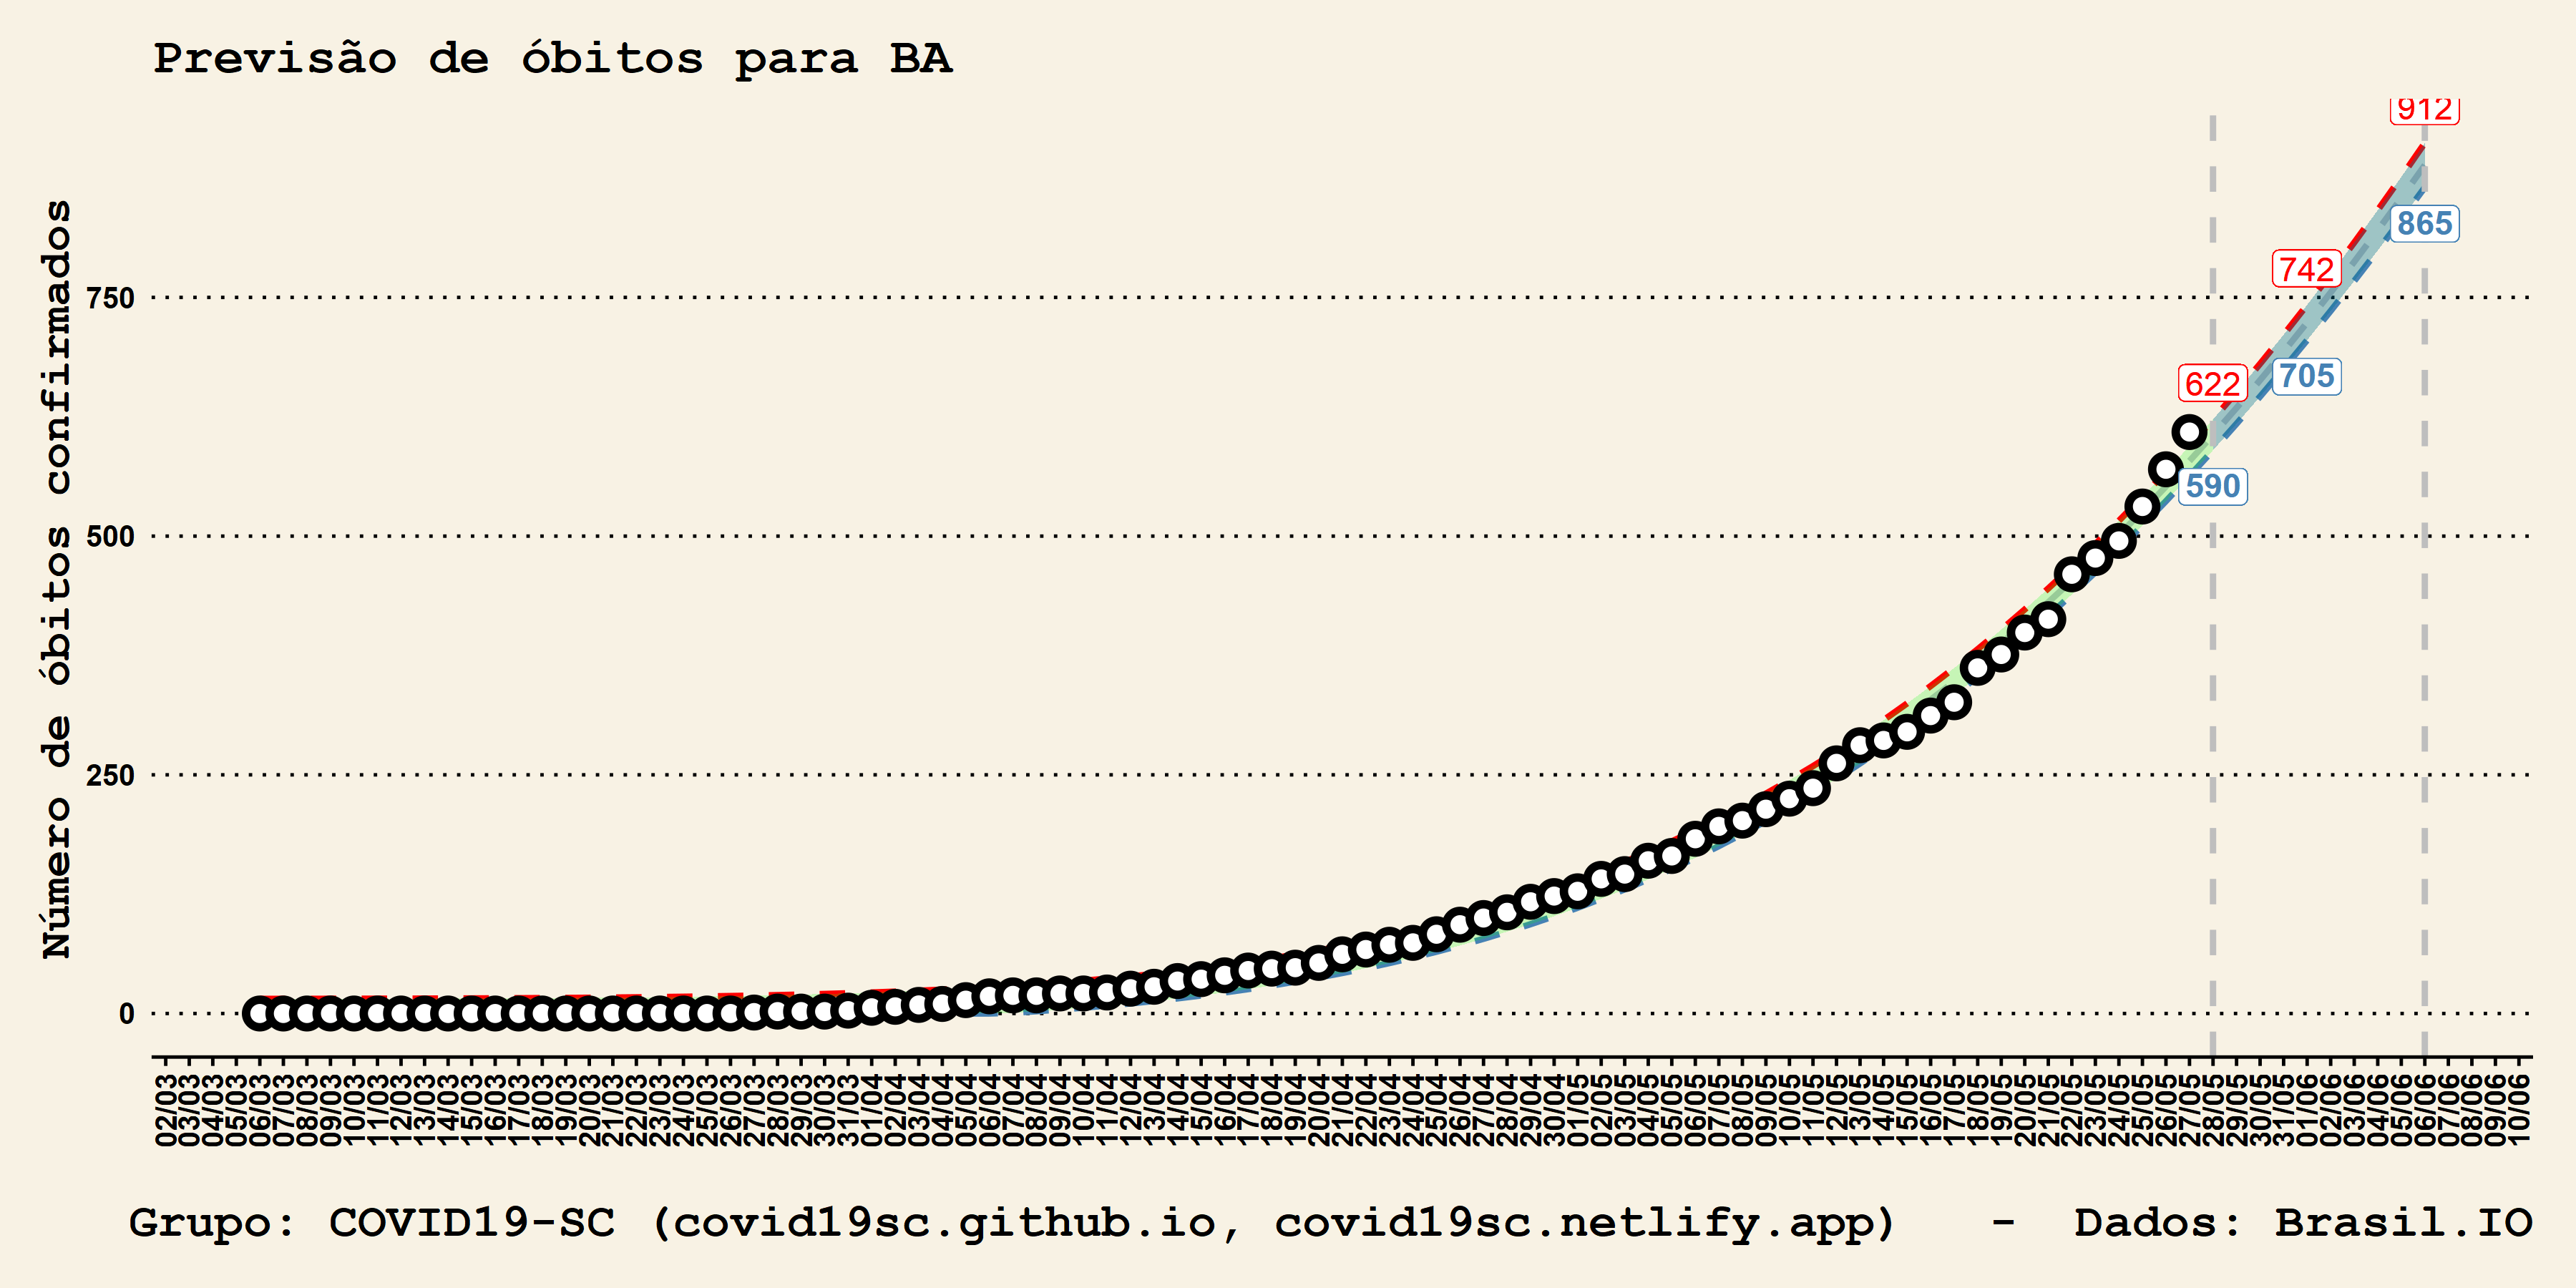 Previsão de óbitos para BA
912
865
742
750
705
622
590
500
250
0
Número de óbitos confirmados
02/03 03/03 04/03 05/03 06/03 07/03 08/03 09/03 10/03 11/03 12/03 13/03 14/03 15/03 16/03 17/03 18/03 19/03 20/03 21/03 22/03 23/03 24/03 25/03 26/03 27/03 28/03 29/03 30/03 31/03 01/04 02/04 03/04 04/04 05/04 06/04 07/04 08/04 09/04 10/04 11/04 12/04 13/04 14/04 15/04 16/04 17/04 18/04 19/04 20/04 21/04 22/04 23/04 24/04 25/04 26/04 27/04 28/04 29/04 30/04 01/05 02/05 03/05 04/05 05/05 06/05 07/05 08/05 09/05 10/05 11/05 12/05 13/05 14/05 15/05 16/05 17/05 18/05 19/05 20/05 21/05 22/05 23/05 24/05 25/05 26/05 27/05 28/05 29/05 30/05 31/05 01/06 02/06 03/06 04/06 05/06 06/06 07/06 08/06 09/06 10/06
Grupo: COVID19-SC (covid19sc.github.io, covid19sc.netlify.app) - Dados: Brasil.IO